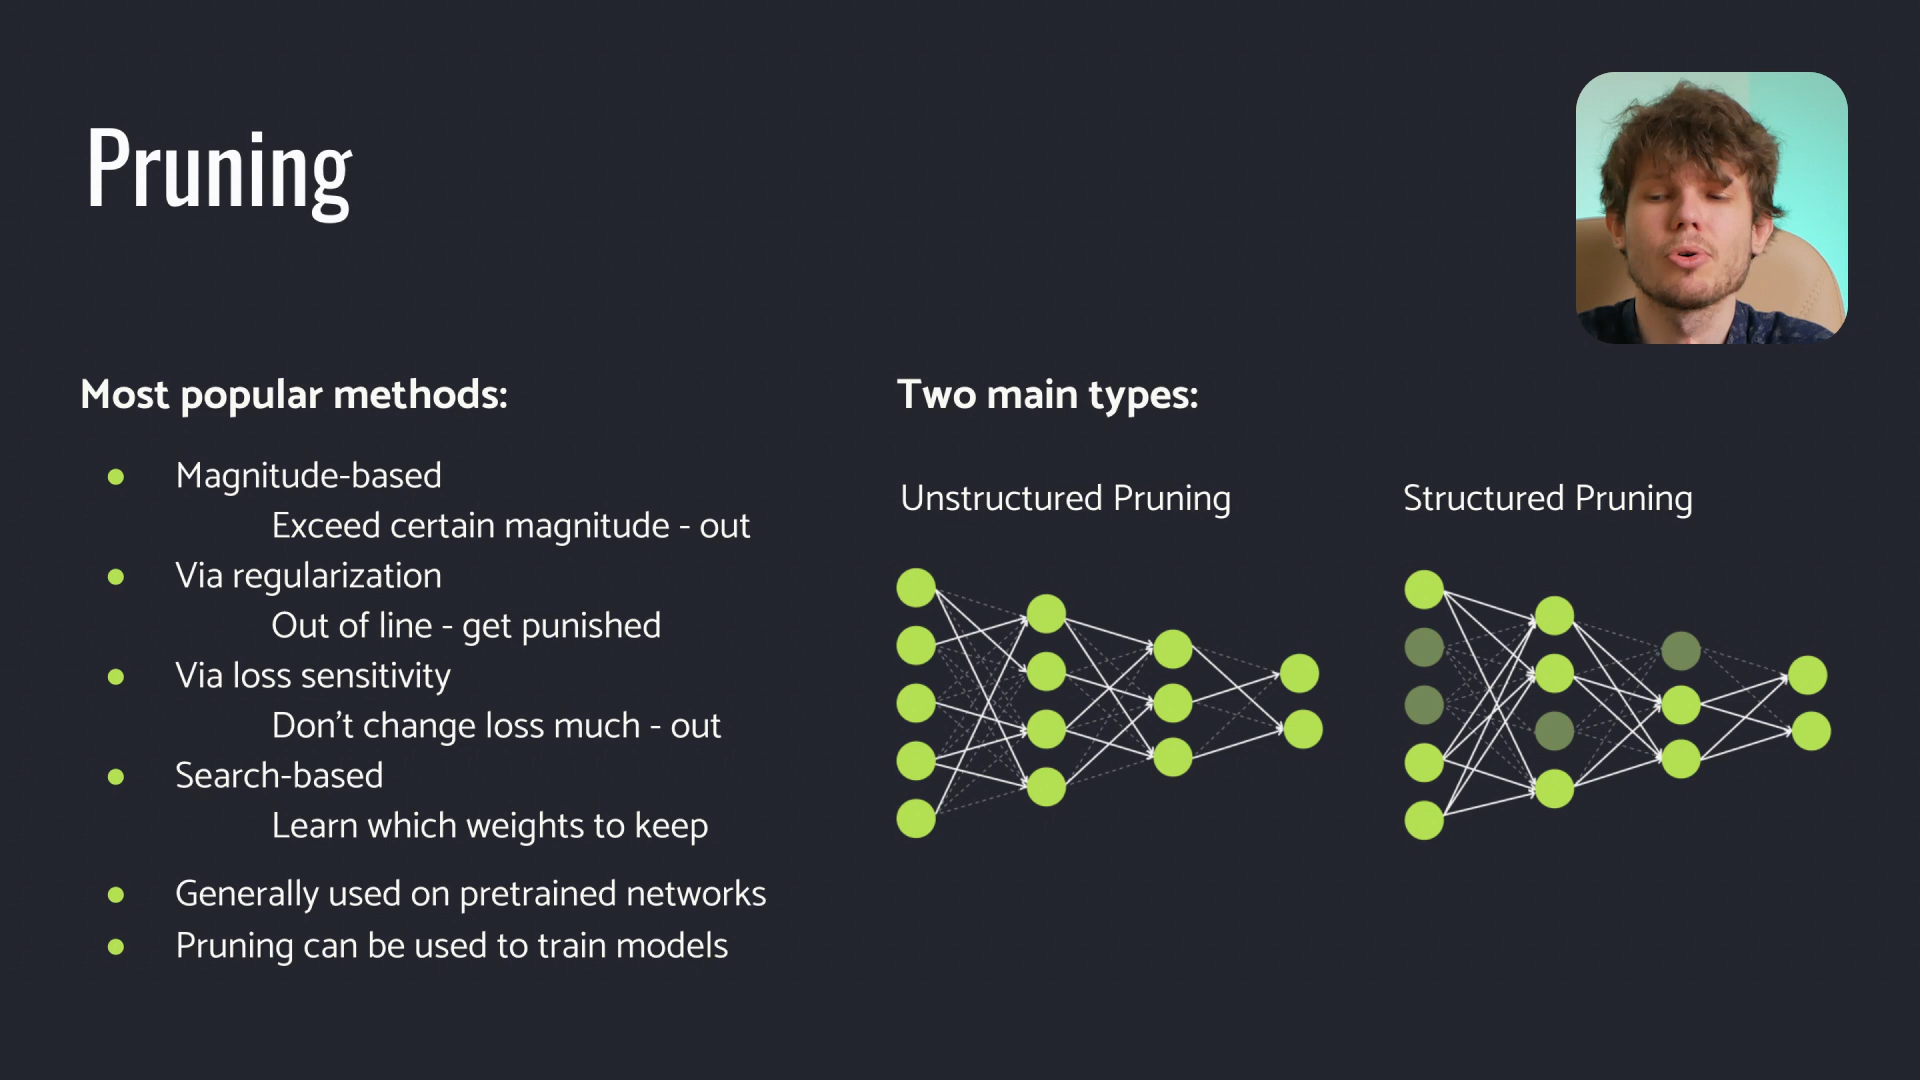 Pruning
Most popular methods:
Magnitude-based
Exceed certain magnitude - out
Via regularization
Out of line - get punished
Via loss sensitivity
Don't change loss much - out
Search-based
Learn which weights to keep
Generally used on pretrained networks
Pruning can be used to train models
Two main types:
Unstructured Pruning
Structured Pruning